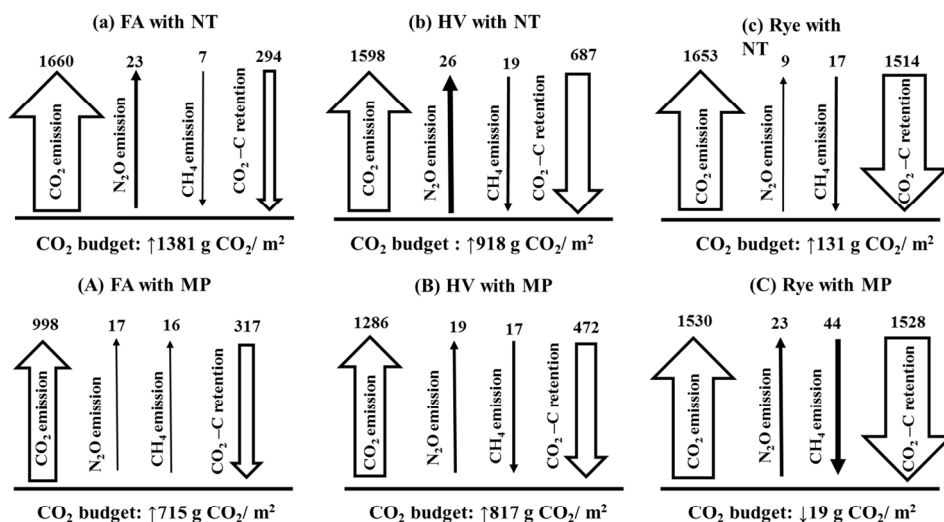 (a) FA with NT
1660
23
7
294
CO₂ emission
N₂O emission
CH₄ emission
CO₂ –C retention
CO₂ budget: ↑1381 g CO₂/ m²
(b) HV with NT
1598
26
19
687
CO₂ emission
N₂O emission
CH₄ emission
CO₂ –C retention
CO₂ budget : ↑918 g CO₂/ m²
(c) Rye with
NT
1653
9
17
1514
CO₂ emission
N₂O emission
CH₄ emission
CO₂ –C retention
CO₂ budget: ↑131 g CO₂/ m²
(A) FA with MP
998
17
16
317
CO₂ emission
N₂O emission
CH₄ emission
CO₂ –C retention
CO₂ budget: ↑715 g CO₂/ m²
(B) HV with MP
1286
19
17
472
CO₂ emission
N₂O emission
CH₄ emission
CO₂ –C retention
CO₂ budget: ↑817 g CO₂/ m²
(C) Rye with MP
1530
23
44
1528
CO₂ emission
N₂O emission
CH₄ emission
CO₂ –C retention
CO₂ budget: ↓19 g CO₂/ m²